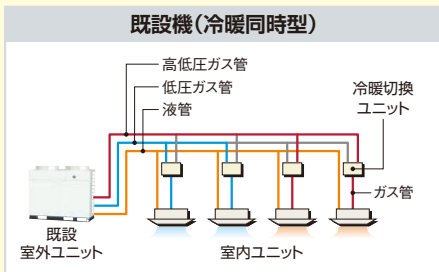 既設機(冷暖同時型)
高低圧ガス管
低圧ガス管
液管
冷暖切換
ユニット
ガス管
既設
室外ユニット
室内ユニット